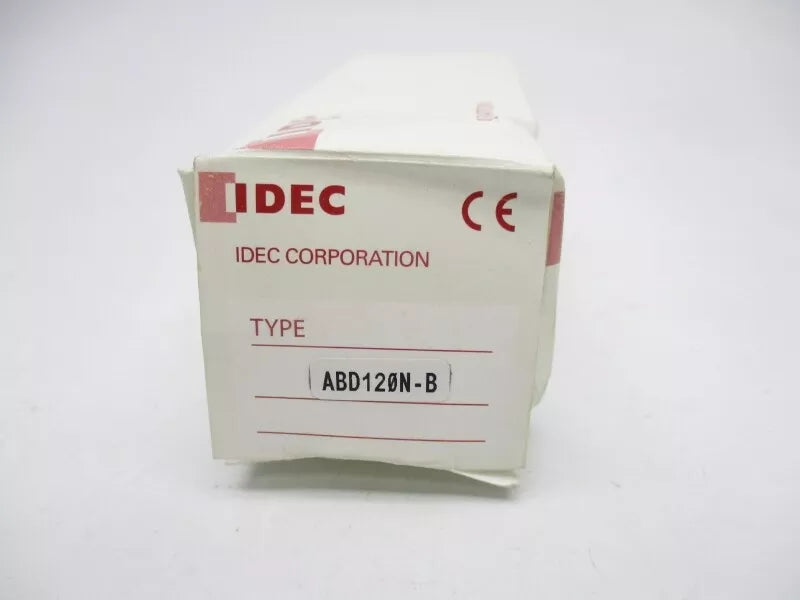 IDEC
CE
IDEC CORPORATION
TYPE
ABD120N-B